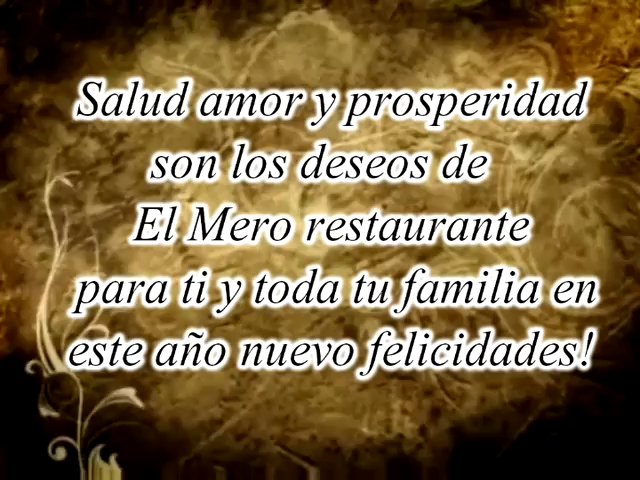 Salud amor y prosperidad
son los deseos de
El Mero restaurante
para ti y toda tu familia en
este año nuevo felicidades!